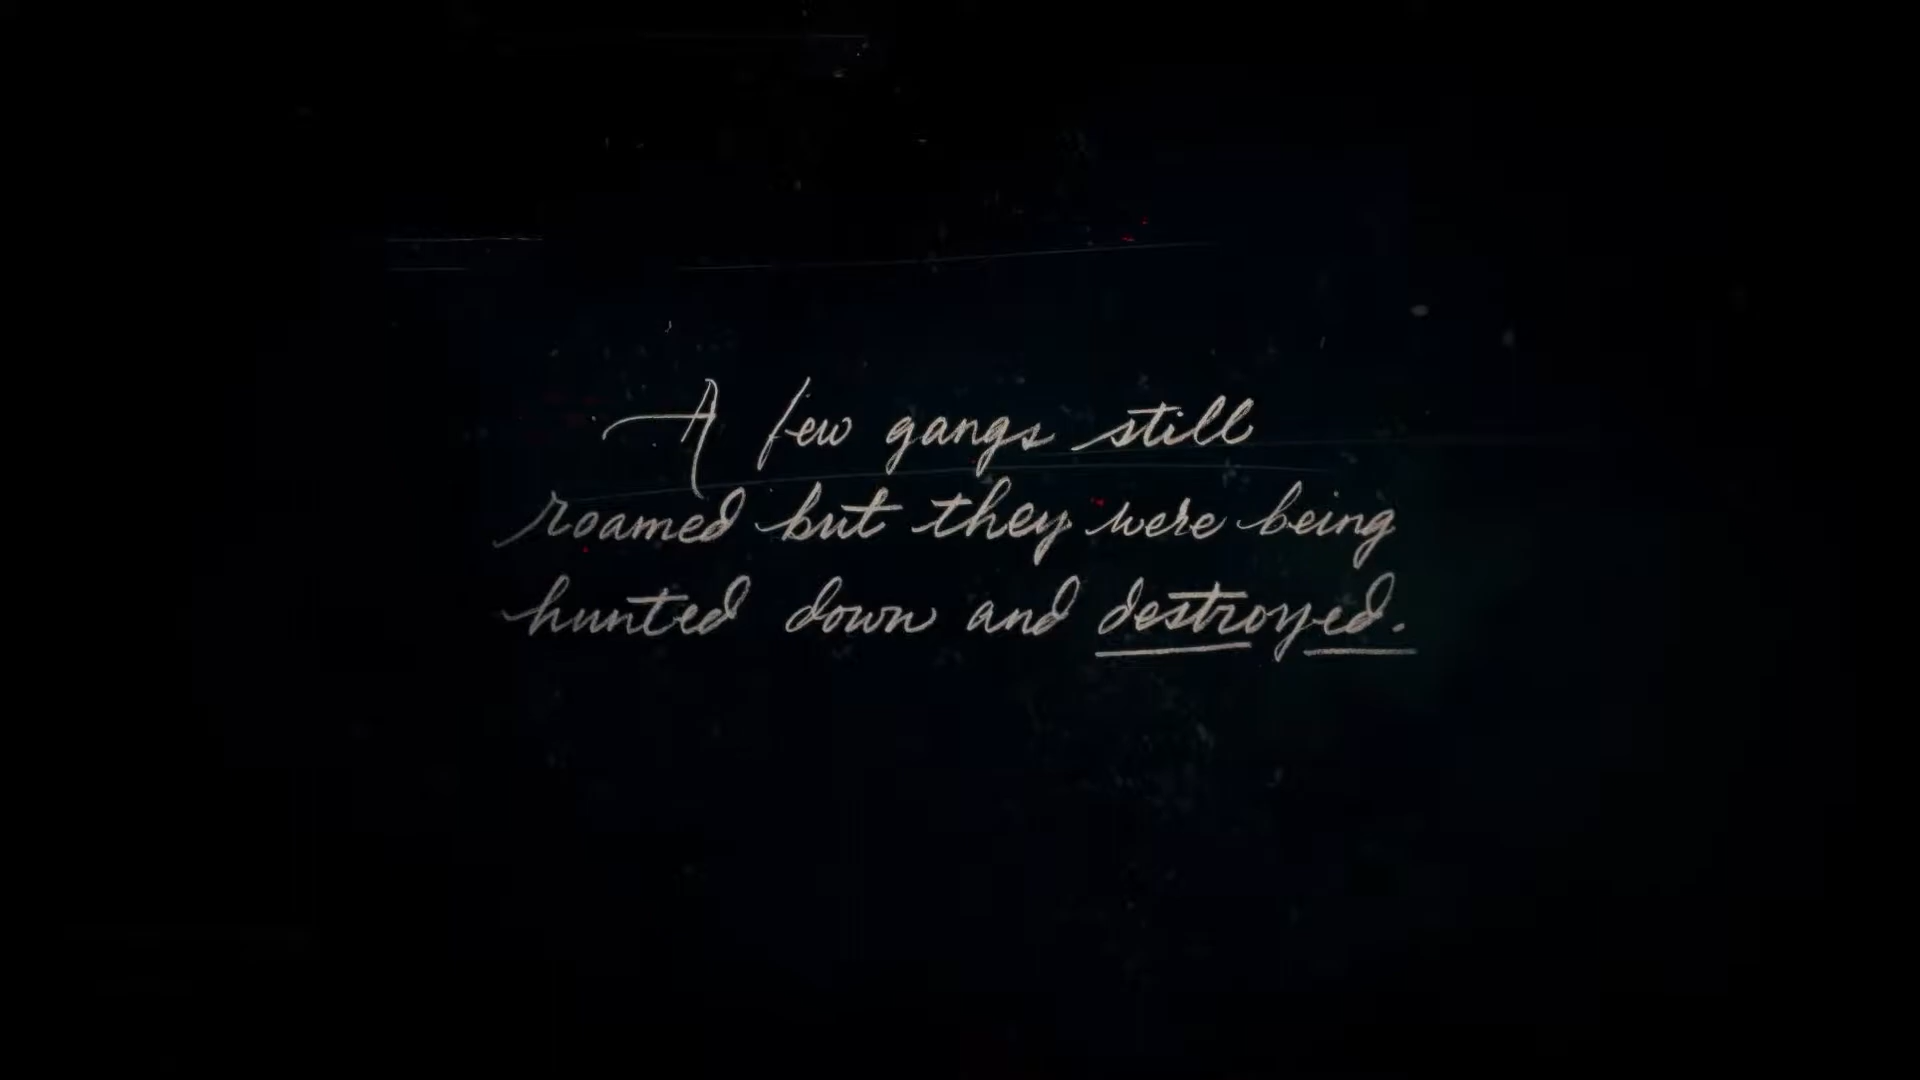 A few gangs still
roamed but they were being
hunted down and destroyed.